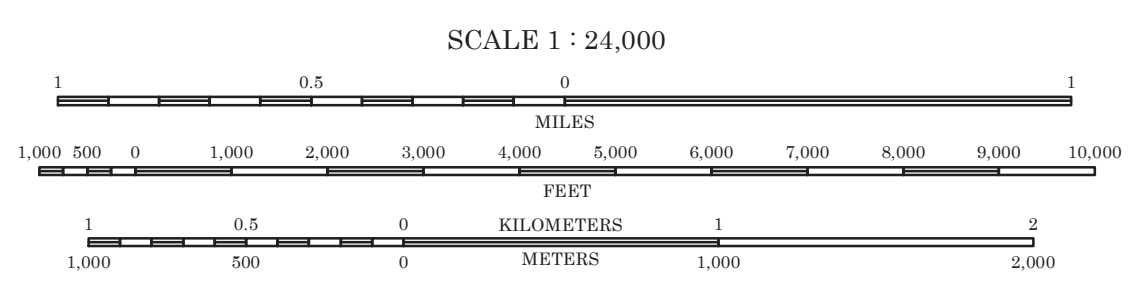 SCALE 1 : 24,000
1 0.5 0 1
MILES
1,000 500 0 1,000 2,000 3,000 4,000 5,000 6,000 7,000 8,000 9,000 10,000
FEET
1 0.5 0 KILOMETERS 1 2
1,000 500 0 METERS 1,000 2,000